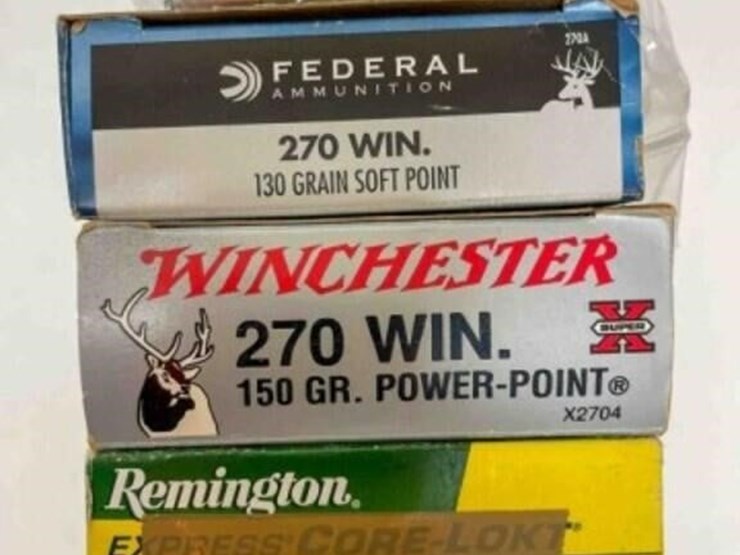 270A
FEDERAL
AMMUNITION
270 WIN.
130 GRAIN SOFT POINT
WINCHESTER
270 WIN.
SUPER X
150 GR. POWER-POINT®
X2704
Remington®
EXPRESS® CORE-LOKT®